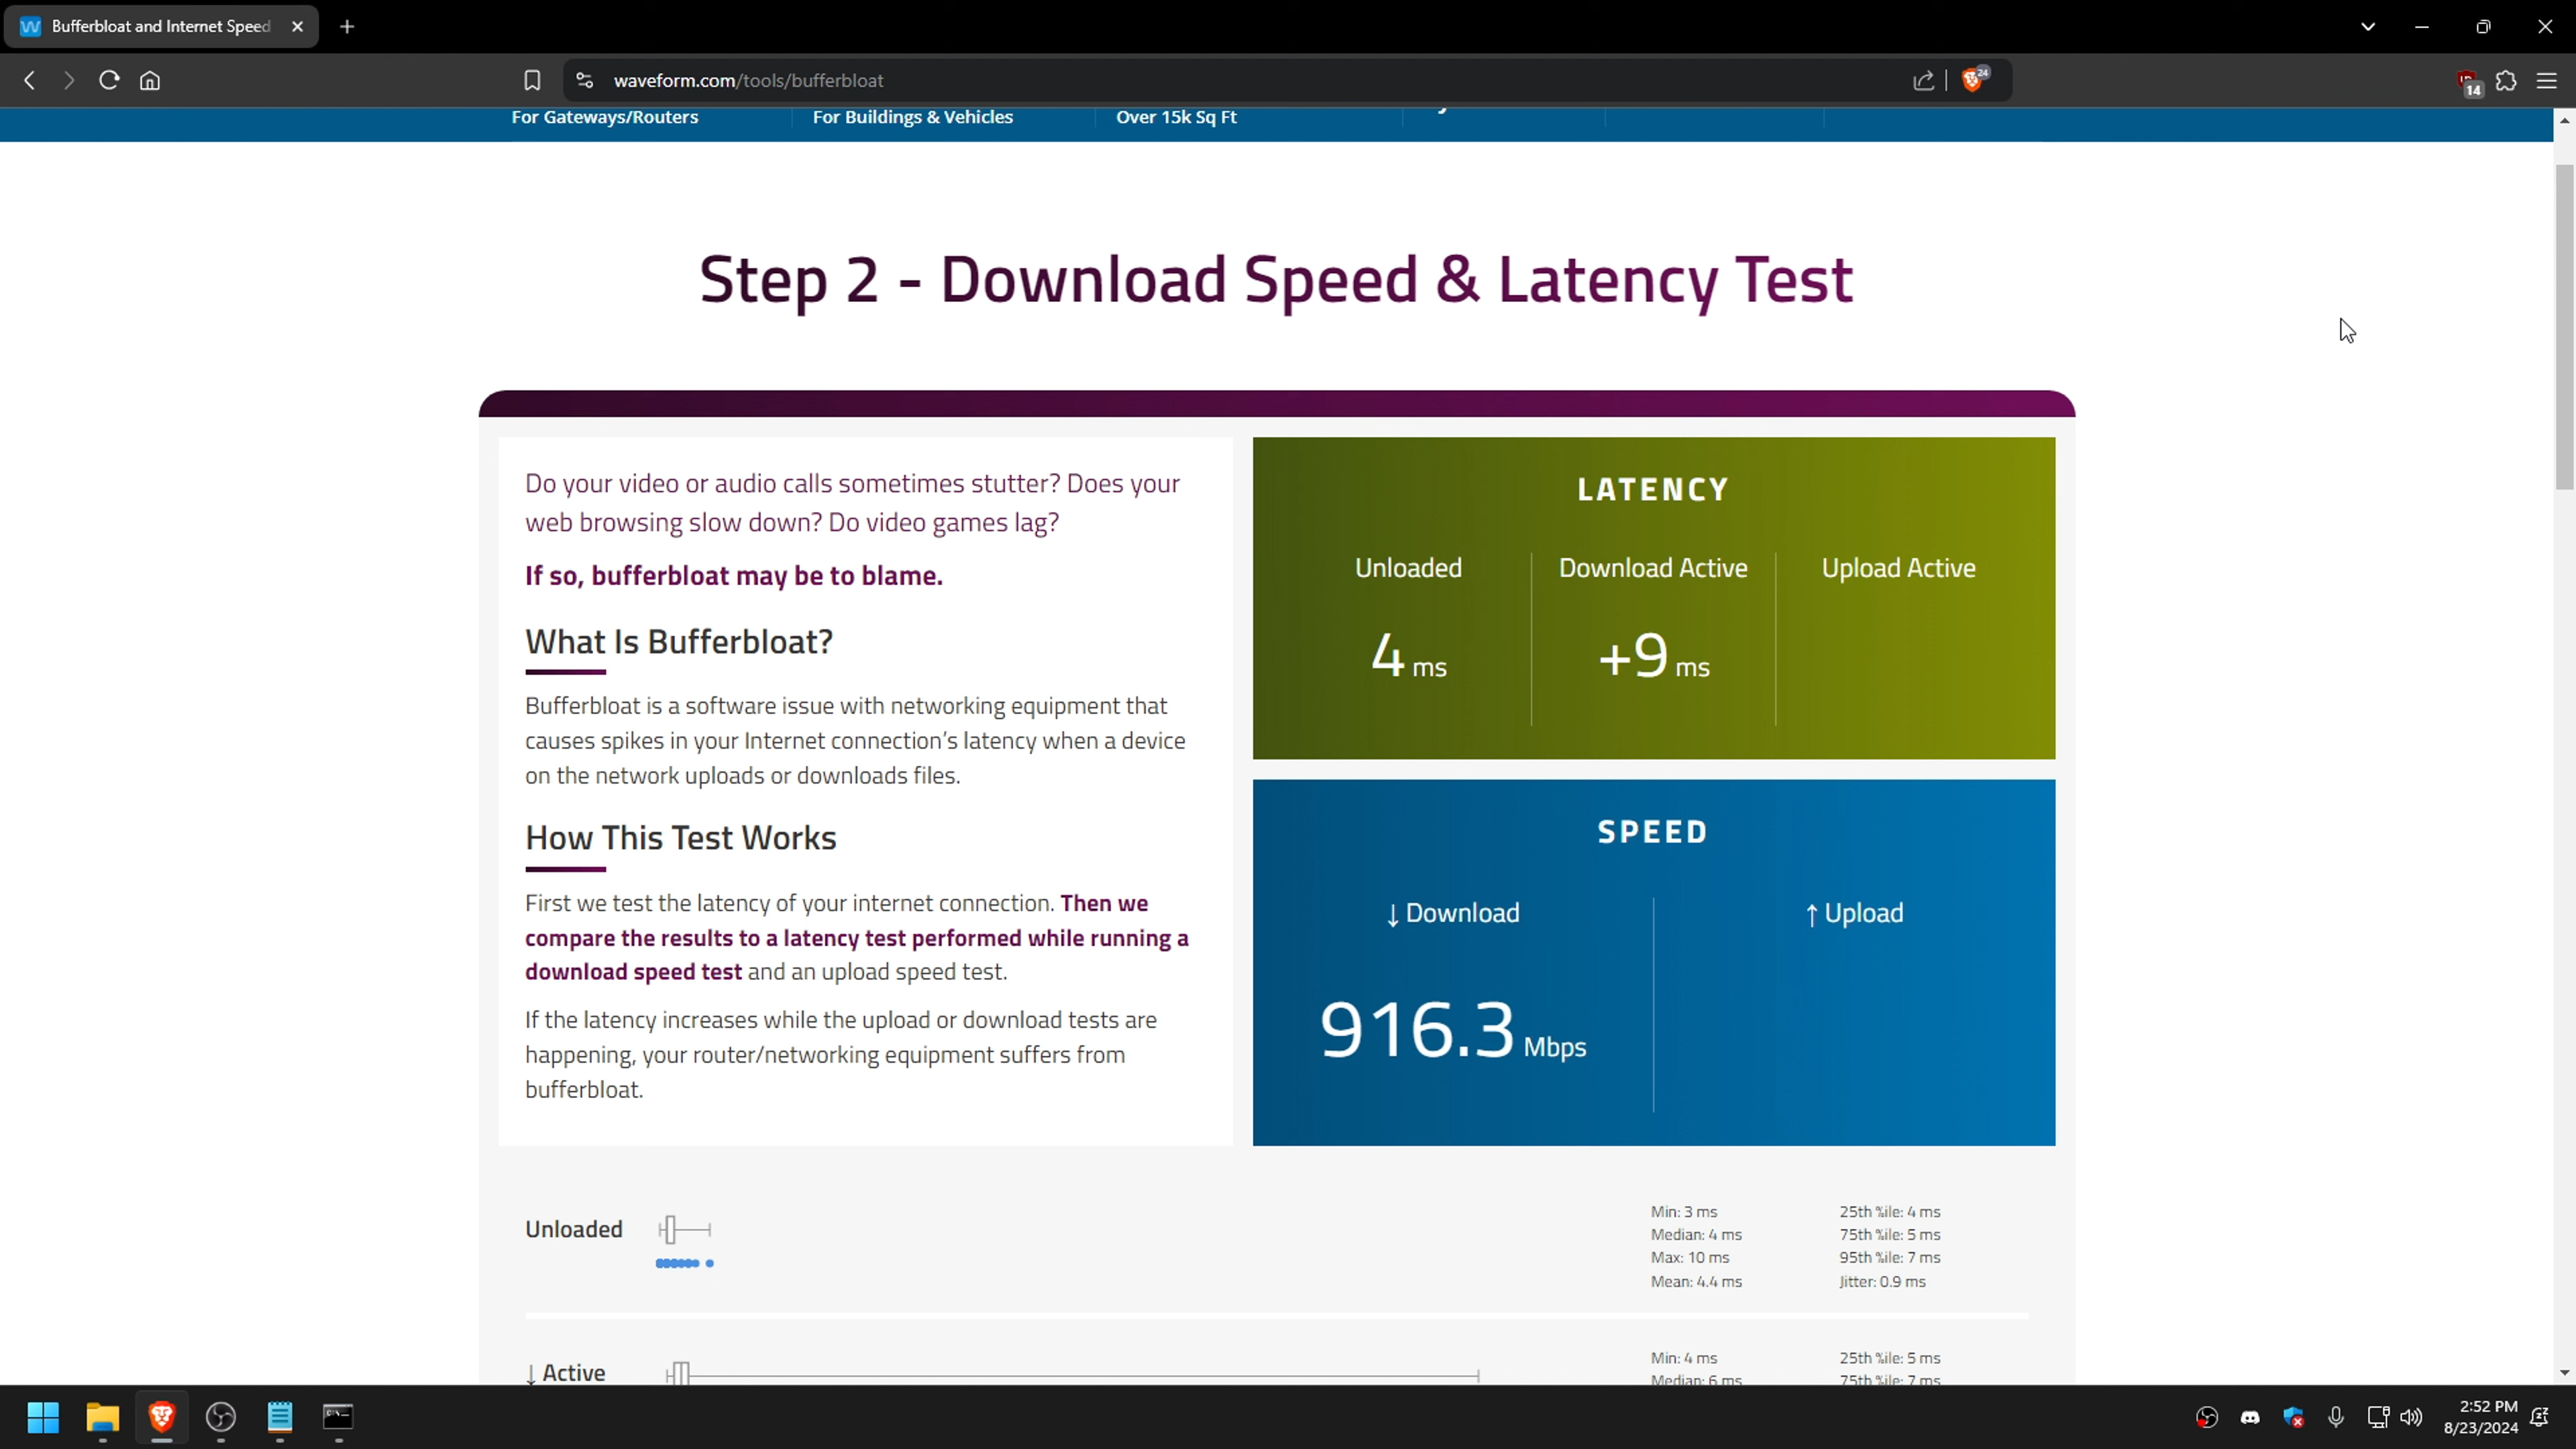 Bufferbloat and Internet Speed
waveform.com/tools/bufferbloat
24
14
For Gateways/Routers
For Buildings & Vehicles
Over 15k Sq Ft
Step 2 - Download Speed & Latency Test
Do your video or audio calls sometimes stutter? Does your
web browsing slow down? Do video games lag?
If so, bufferbloat may be to blame.
What Is Bufferbloat?
Bufferbloat is a software issue with networking equipment that
causes spikes in your Internet connection’s latency when a device
on the network uploads or downloads files.
How This Test Works
First we test the latency of your internet connection. Then we
compare the results to a latency test performed while running a
download speed test and an upload speed test.
If the latency increases while the upload or download tests are
happening, your router/networking equipment suffers from
bufferbloat.
LATENCY
Unloaded
Download Active
Upload Active
4 ms
+9 ms
SPEED
↓ Download
↑ Upload
916.3 Mbps
Unloaded
Min: 3 ms
Median: 4 ms
Max: 10 ms
Mean: 4.4 ms
25th %ile: 4 ms
75th %ile: 5 ms
95th %ile: 7 ms
Jitter: 0.9 ms
↓ Active
Min: 4 ms
Median: 6 ms
25th %ile: 5 ms
75th %ile: 7 ms
2:52 PM
8/23/2024